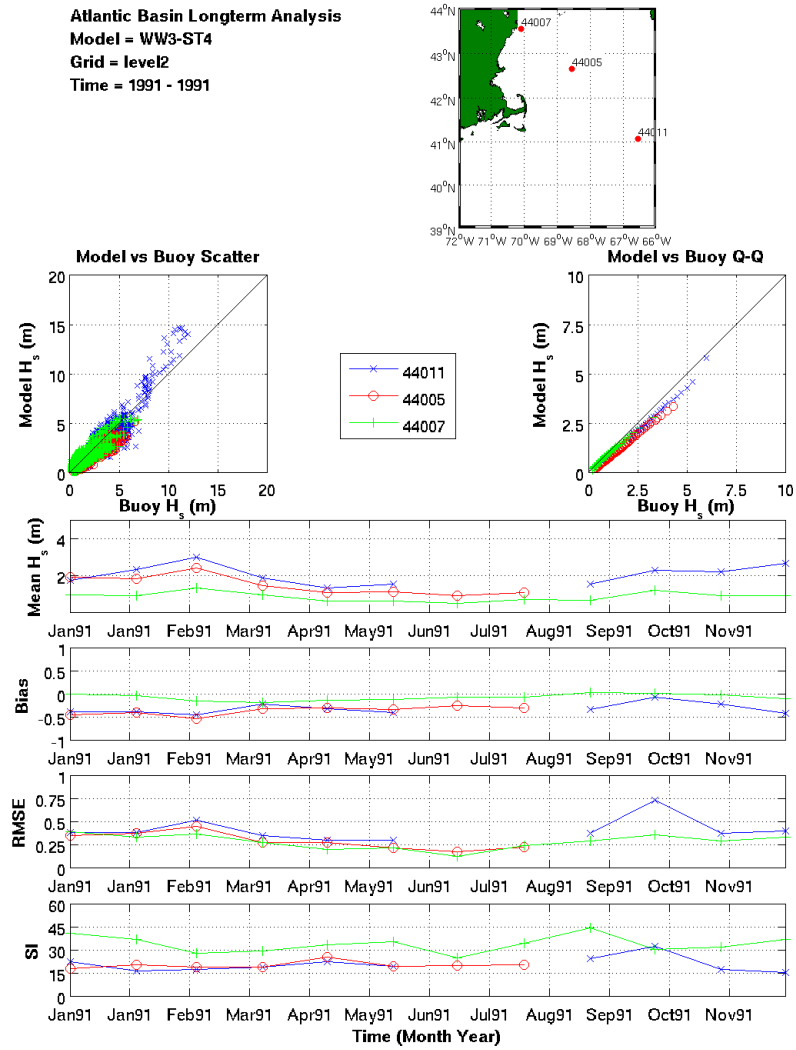 Atlantic Basin Longterm Analysis
Model = WW3-ST4
Grid = level2
Time = 1991 - 1991
44°N
43°N
42°N
41°N
40°N
39°N
72°W 71°W 70°W 69°W 68°W 67°W 66°W
44007
44005
44011
Model vs Buoy Scatter
Model Hs (m)
20
15
10
5
0
0 5 10 15 20
Buoy Hs (m)
44011
44005
44007
Model vs Buoy Q-Q
Model Hs (m)
10
7.5
5
2.5
0
0 2.5 5 7.5 10
Buoy Hs (m)
Mean Hs (m)
4
2
Jan91 Jan91 Feb91 Mar91 Apr91 May91 Jun91 Jul91 Aug91 Sep91 Oct91 Nov91
Bias
1
0.5
0
-0.5
-1
Jan91 Jan91 Feb91 Mar91 Apr91 May91 Jun91 Jul91 Aug91 Sep91 Oct91 Nov91
RMSE
1
0.75
0.5
0.25
0
Jan91 Jan91 Feb91 Mar91 Apr91 May91 Jun91 Jul91 Aug91 Sep91 Oct91 Nov91
SI
60
45
30
15
0
Jan91 Jan91 Feb91 Mar91 Apr91 May91 Jun91 Jul91 Aug91 Sep91 Oct91 Nov91
Time (Month Year)